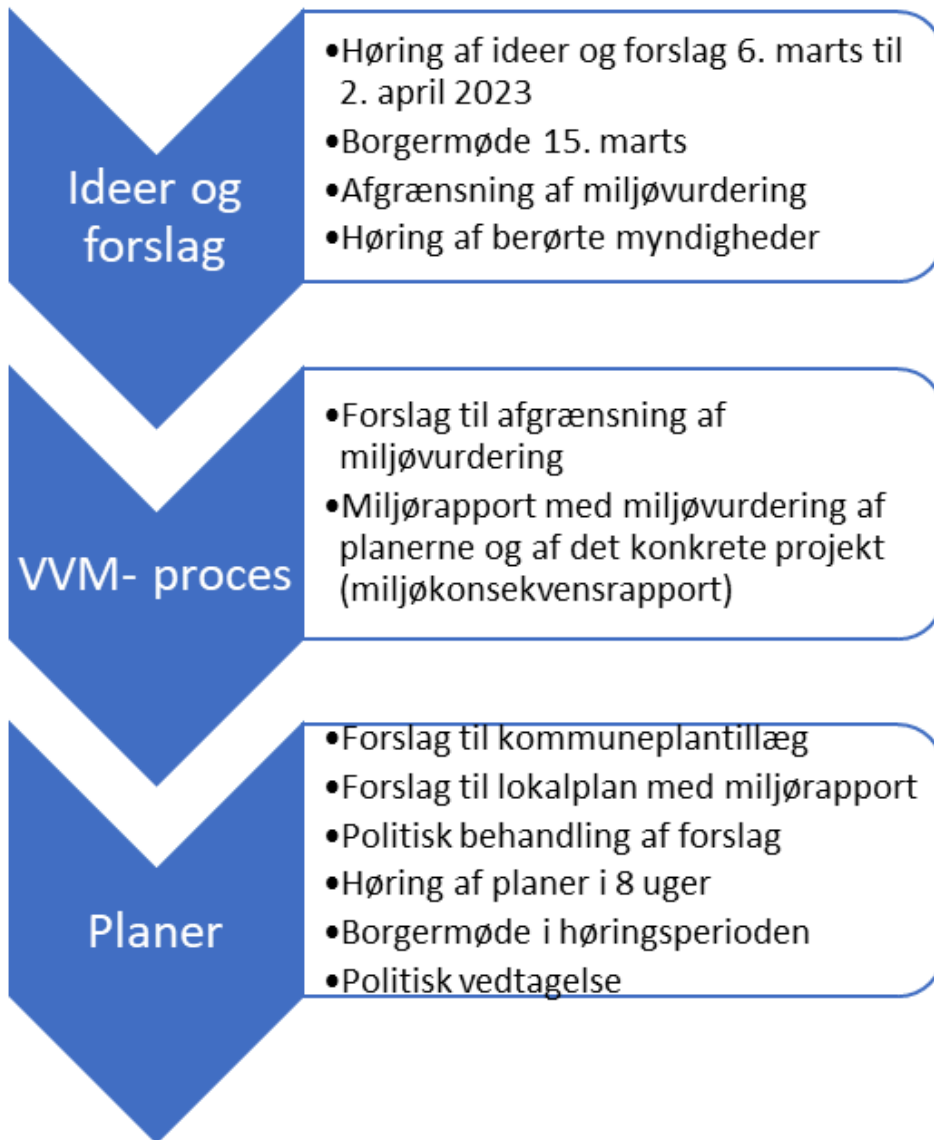 Ideer og
forslag
•Høring af ideer og forslag 6. marts til
2. april 2023
•Borgermøde 15. marts
•Afgrænsning af miljøvurdering
•Høring af berørte myndigheder
VVM- proces
•Forslag til afgrænsning af
miljøvurdering
•Miljørapport med miljøvurdering af
planerne og af det konkrete projekt
(miljøkonsekvensrapport)
Planer
•Forslag til kommuneplantillæg
•Forslag til lokalplan med miljørapport
•Politisk behandling af forslag
•Høring af planer i 8 uger
•Borgermøde i høringsperioden
•Politisk vedtagelse